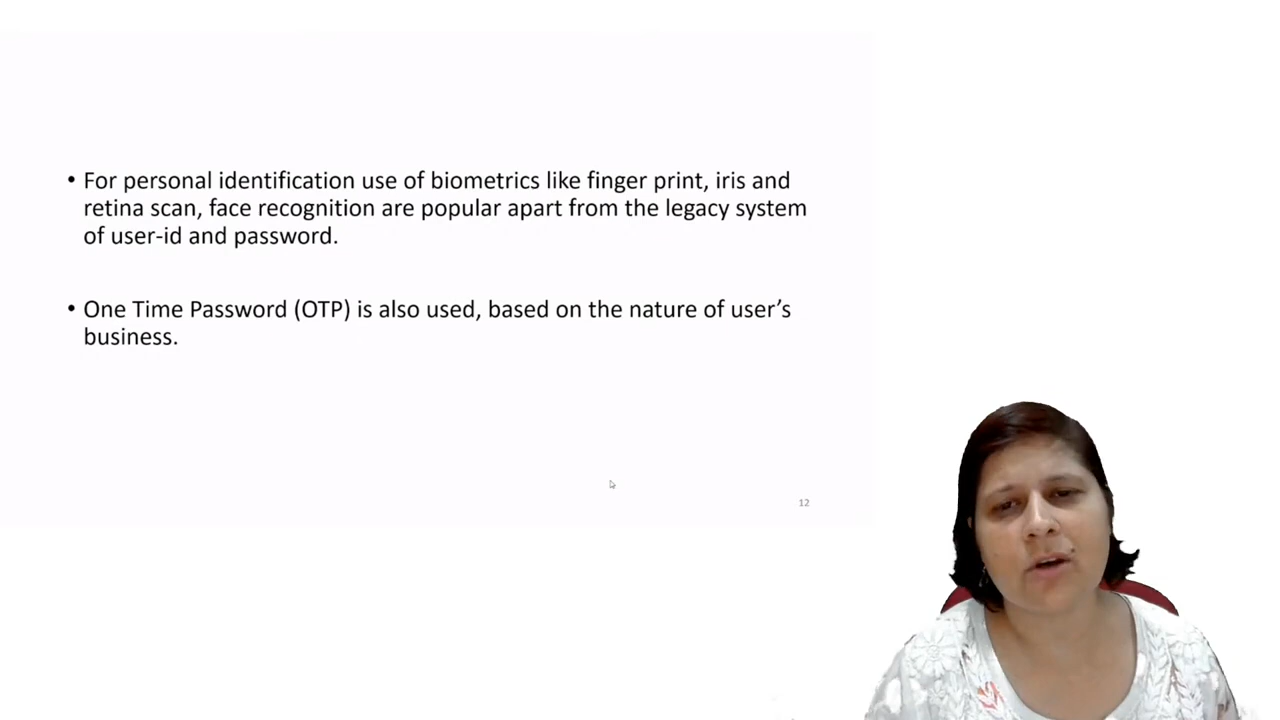 • For personal identification use of biometrics like finger print, iris and
retina scan, face recognition are popular apart from the legacy system
of user-id and password.
• One Time Password (OTP) is also used, based on the nature of user’s
business.
12